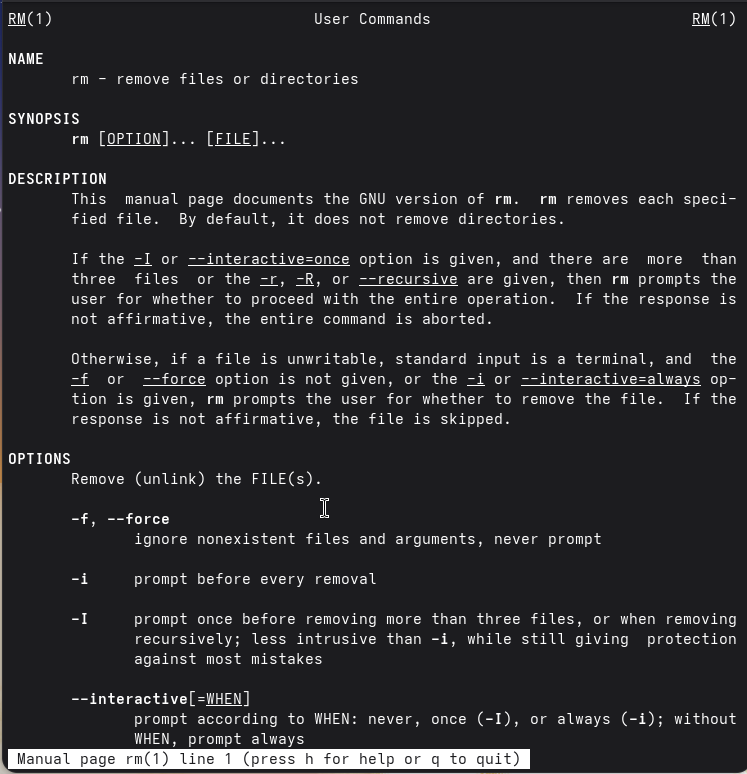 RM(1) User Commands RM(1)
NAME
rm - remove files or directories
SYNOPSIS
rm [OPTION]... [FILE]...
DESCRIPTION
This  manual page documents the GNU version of rm.  rm removes each speci-
fied file.  By default, it does not remove directories.
If the -I or --interactive=once option is given, and there are  more  than
three  files  or the -r, -R, or --recursive are given, then rm prompts the
user for whether to proceed with the entire operation.  If the response is
not affirmative, the entire command is aborted.
Otherwise, if a file is unwritable, standard input is a terminal, and  the
-f  or  --force option is not given, or the -i or --interactive=always op-
tion is given, rm prompts the user for whether to remove the file.  If the
response is not affirmative, the file is skipped.
OPTIONS
Remove (unlink) the FILE(s).
-f, --force
ignore nonexistent files and arguments, never prompt
-i prompt before every removal
-I prompt once before removing more than three files, or when removing
recursively; less intrusive than -i, while still giving  protection
against most mistakes
--interactive[=WHEN]
prompt according to WHEN: never, once (-I), or always (-i); without
WHEN, prompt always
Manual page rm(1) line 1 (press h for help or q to quit)